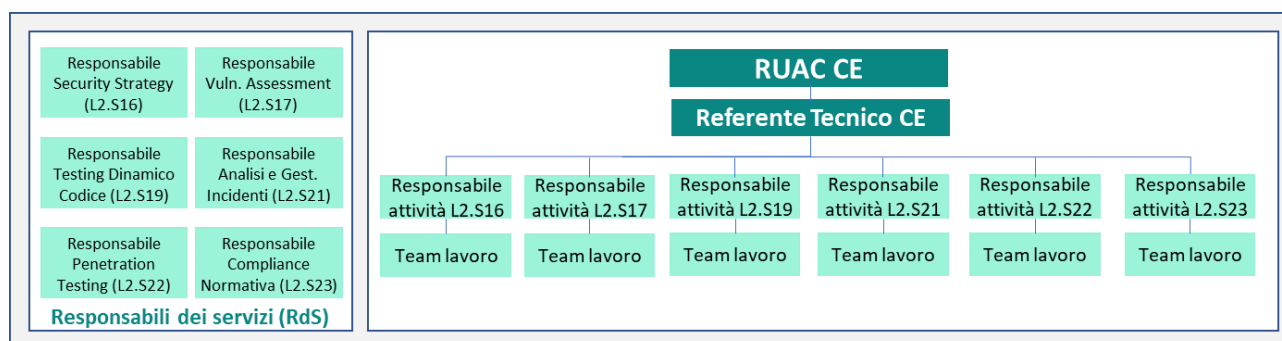 Responsabile
Security Strategy
(L2.S16)
Responsabile
Vuln. Assessment
(L2.S17)
Responsabile
Testing Dinamico
Codice (L2.S19)
Responsabile
Analisi e Gest.
Incidenti (L2.S21)
Responsabile
Penetration
Testing (L2.S22)
Responsabile
Compliance
Normativa (L2.S23)
Responsabili dei servizi (RdS)
RUAC CE
Referente Tecnico CE
Responsabile
attività L2.S16
Responsabile
attività L2.S17
Responsabile
attività L2.S19
Responsabile
attività L2.S21
Responsabile
attività L2.S22
Responsabile
attività L2.S23
Team lavoro
Team lavoro
Team lavoro
Team lavoro
Team lavoro
Team lavoro